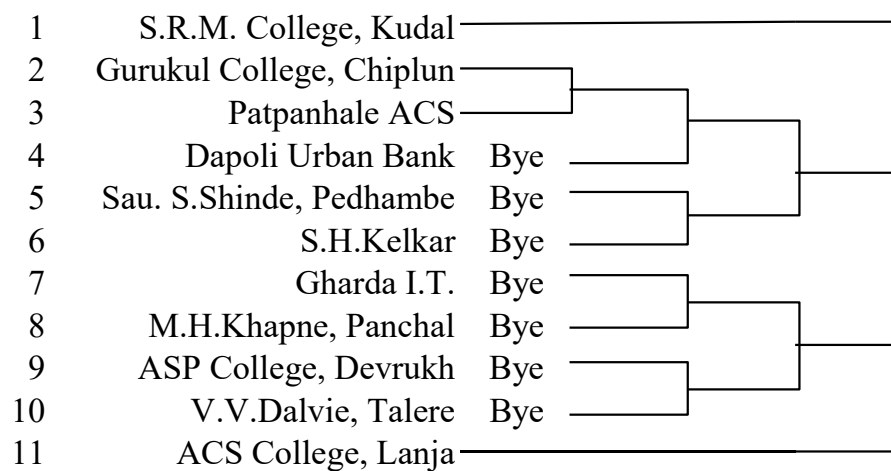 1 S.R.M. College, Kudal
2 Gurukul College, Chiplun
3 Patpanhale ACS
4 Dapoli Urban Bank Bye
5 Sau. S.Shinde, Pedhambe Bye
6 S.H.Kelkar Bye
7 Gharda I.T. Bye
8 M.H.Khapne, Panchal Bye
9 ASP College, Devrukh Bye
10 V.V.Dalvie, Talere Bye
11 ACS College, Lanja